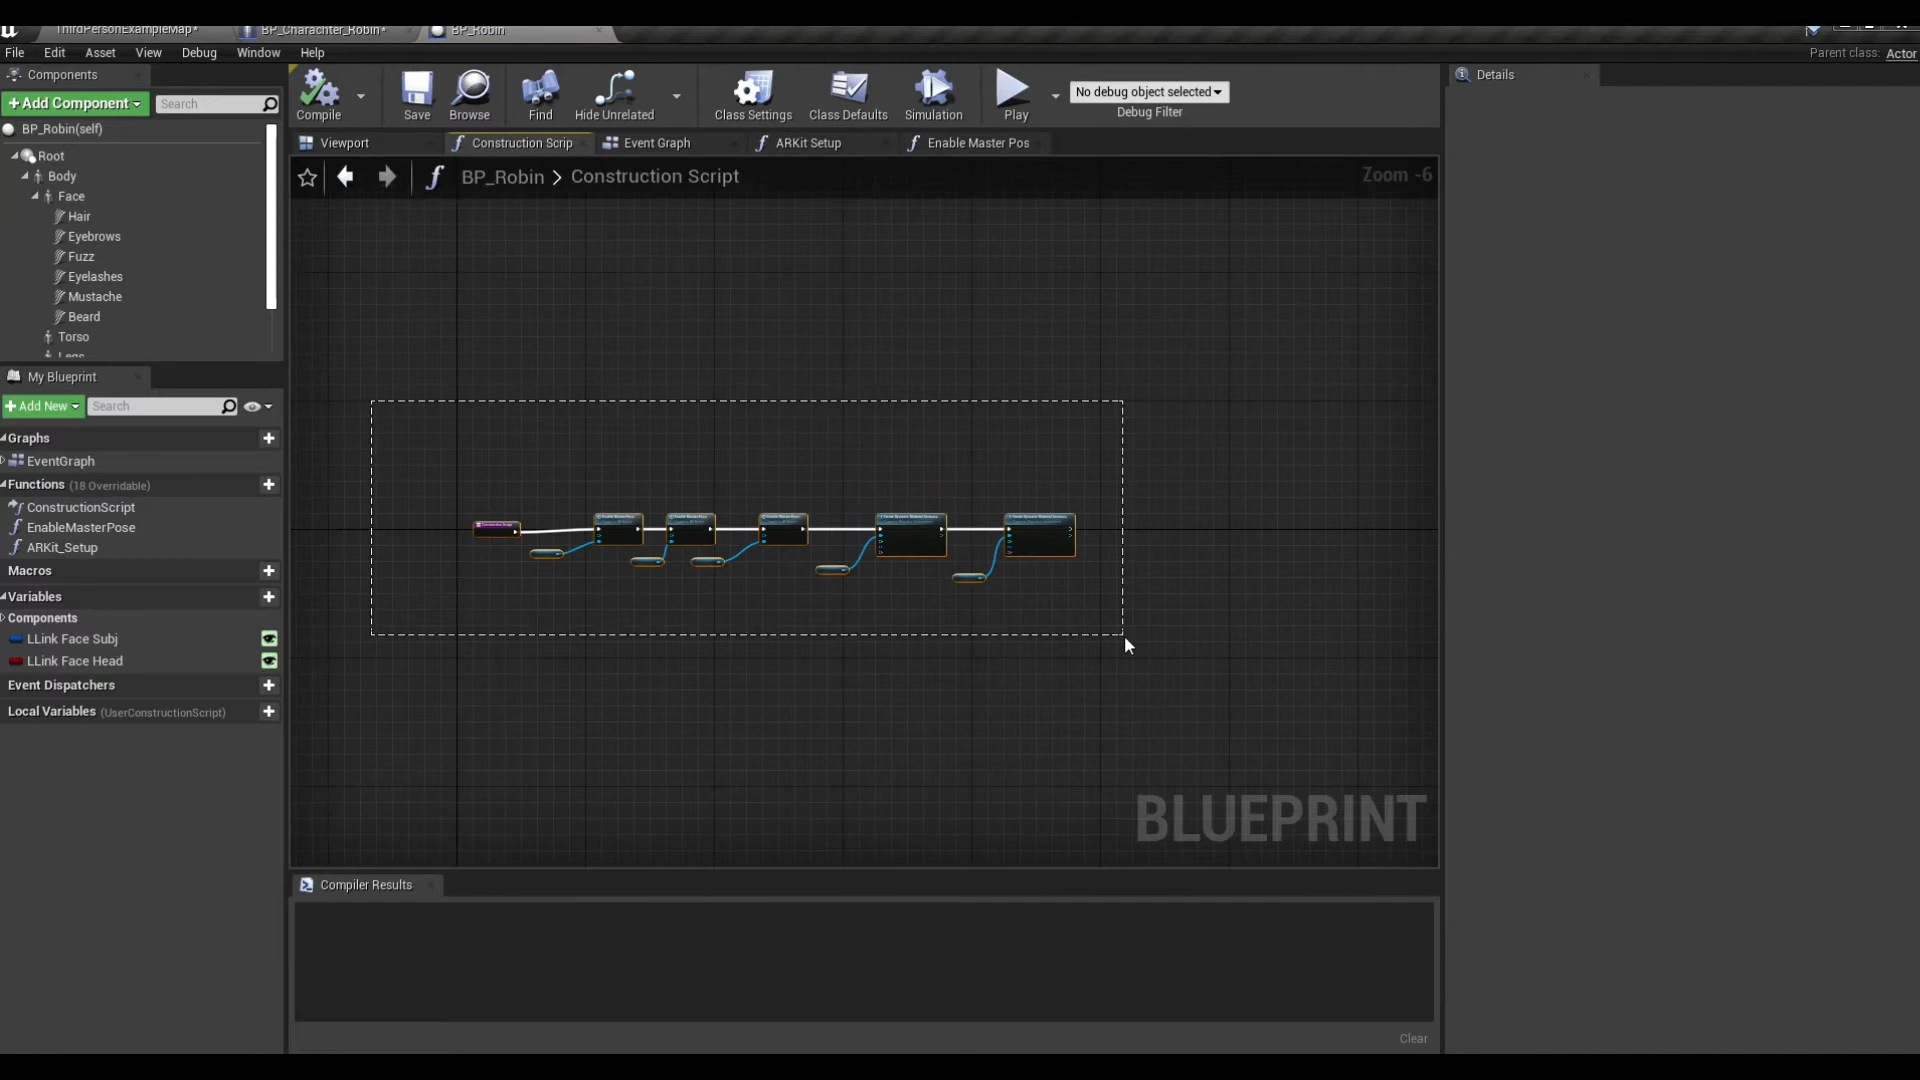 ThirdPersonExampleMap*
BP_Charachter_Robin*
BP_Robin
File Edit Asset View Debug Window Help
Parent class: Actor
Components
Details
+Add Component
Search
Compile
Save
Browse
Find
Hide Unrelated
Class Settings
Class Defaults
Simulation
Play
No debug object selected
Debug Filter
BP_Robin(self)
Viewport
Construction Scrip
Event Graph
ARKit Setup
Enable Master Pos
Root
Body
Face
Hair
Eyebrows
Fuzz
Eyelashes
Mustache
Beard
Torso
Legs
BP_Robin > Construction Script
Zoom -6
My Blueprint
+Add New
Search
Graphs
EventGraph
Functions (18 Overridable)
ConstructionScript
EnableMasterPose
ARKit_Setup
Macros
Variables
Components
LLink Face Subj
LLink Face Head
Event Dispatchers
Local Variables (UserConstructionScript)
BLUEPRINT
Compiler Results
Clear